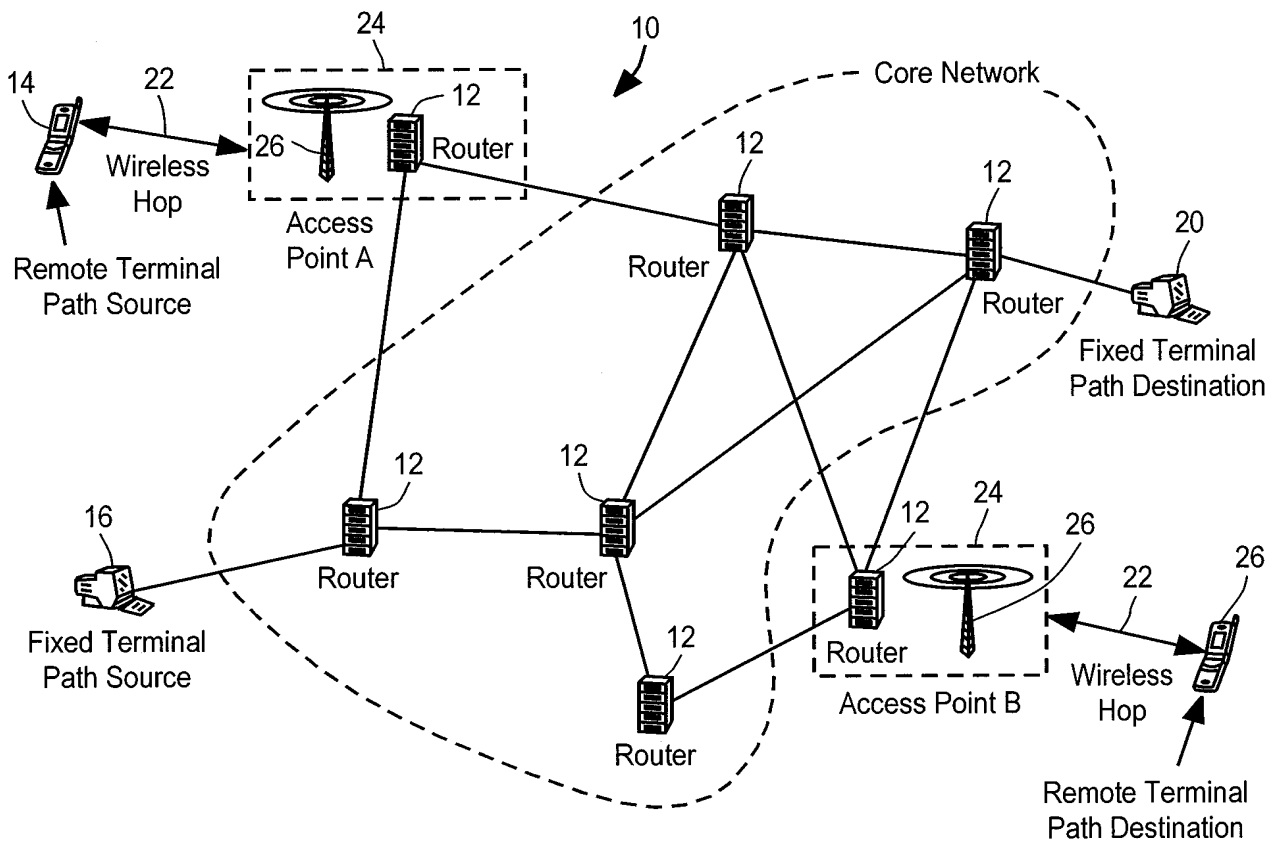 10
24
Core Network
14
22
12
26
Router
Wireless
Hop
Access
Point A
Remote Terminal
Path Source
12
Router
12
Router
20
Fixed Terminal
Path Destination
16
12
Router
12
Router
Fixed Terminal
Path Source
12
Router
12
24
26
Router
Access Point B
22
26
Wireless
Hop
Remote Terminal
Path Destination